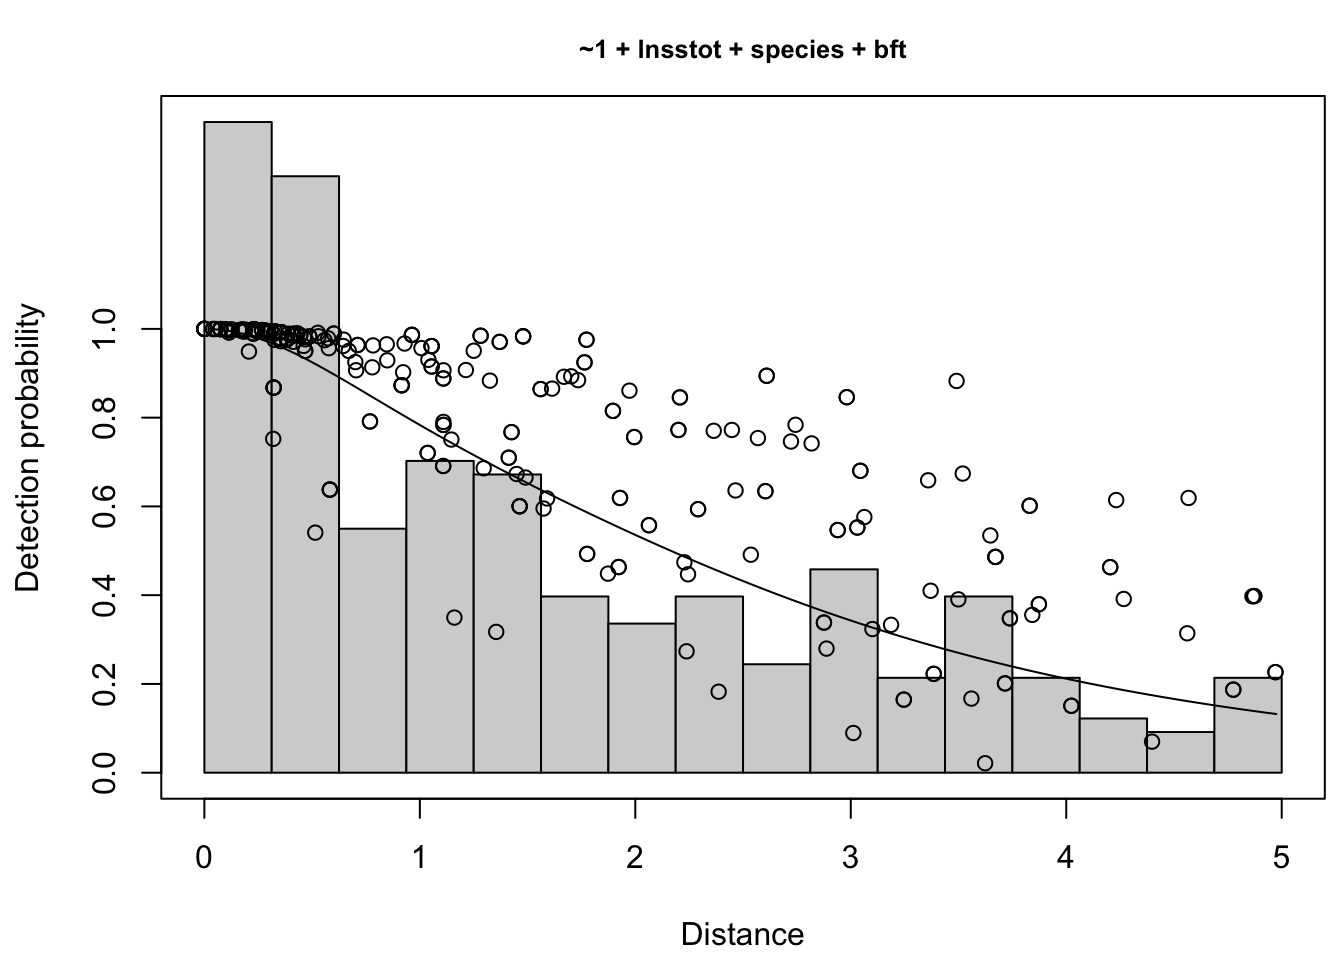 ~1 + lnsstot + species + bft
Detection probability
1.0
0.8
0.6
0.4
0.2
0.0
0 1 2 3 4 5
Distance